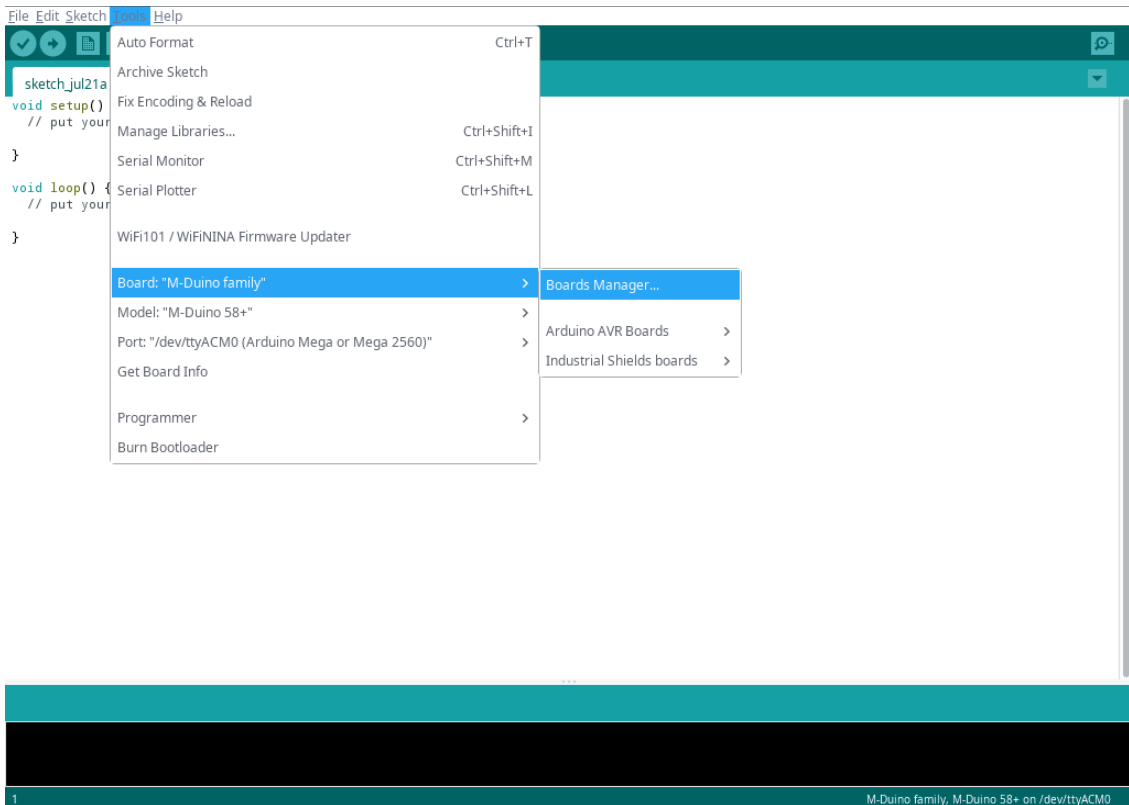 File Edit Sketch Tools Help
sketch_jul21a
void setup()
// put your
}
void loop() {
// put your
}
Auto Format Ctrl+T
Archive Sketch
Fix Encoding & Reload
Manage Libraries... Ctrl+Shift+I
Serial Monitor Ctrl+Shift+M
Serial Plotter Ctrl+Shift+L
WiFi101 / WiFiNINA Firmware Updater
Board: "M-Duino family"
Model: "M-Duino 58+"
Port: "/dev/ttyACM0 (Arduino Mega or Mega 2560)"
Get Board Info
Programmer
Burn Bootloader
Boards Manager...
Arduino AVR Boards
Industrial Shields boards
1 M-Duino family, M-Duino 58+ on /dev/ttyACM0